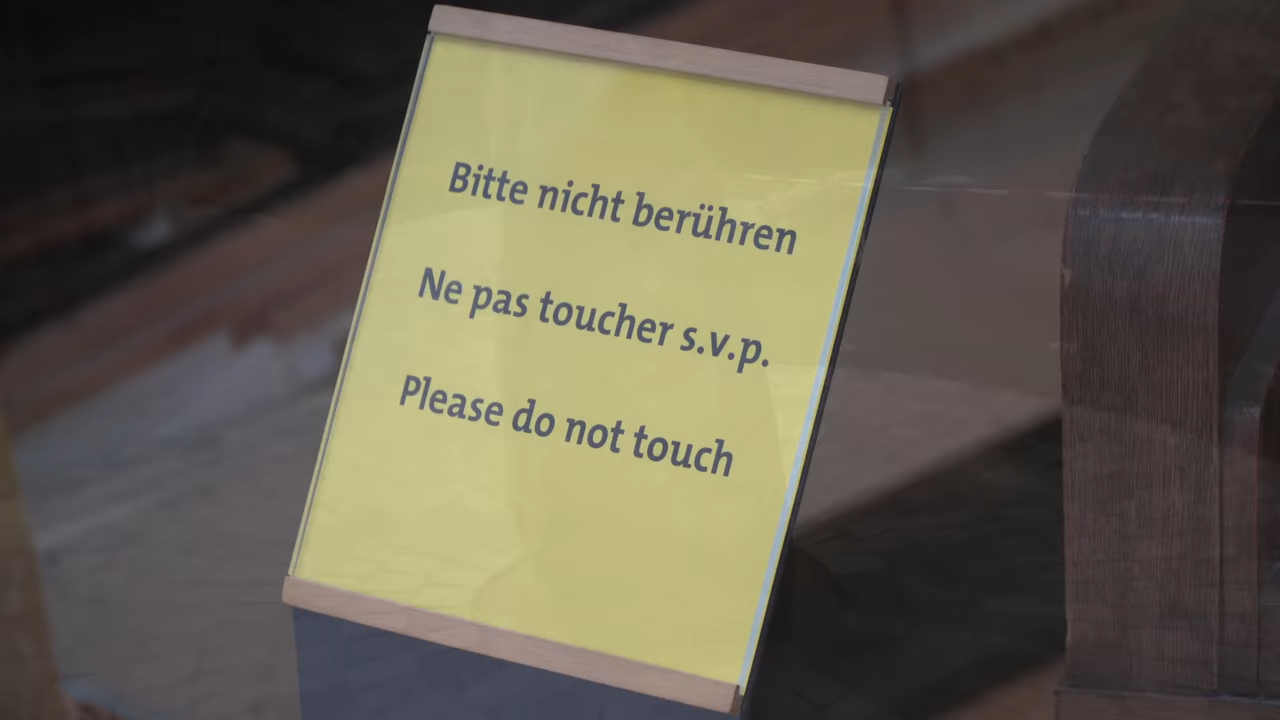 Bitte nicht berühren
Ne pas toucher s.v.p.
Please do not touch